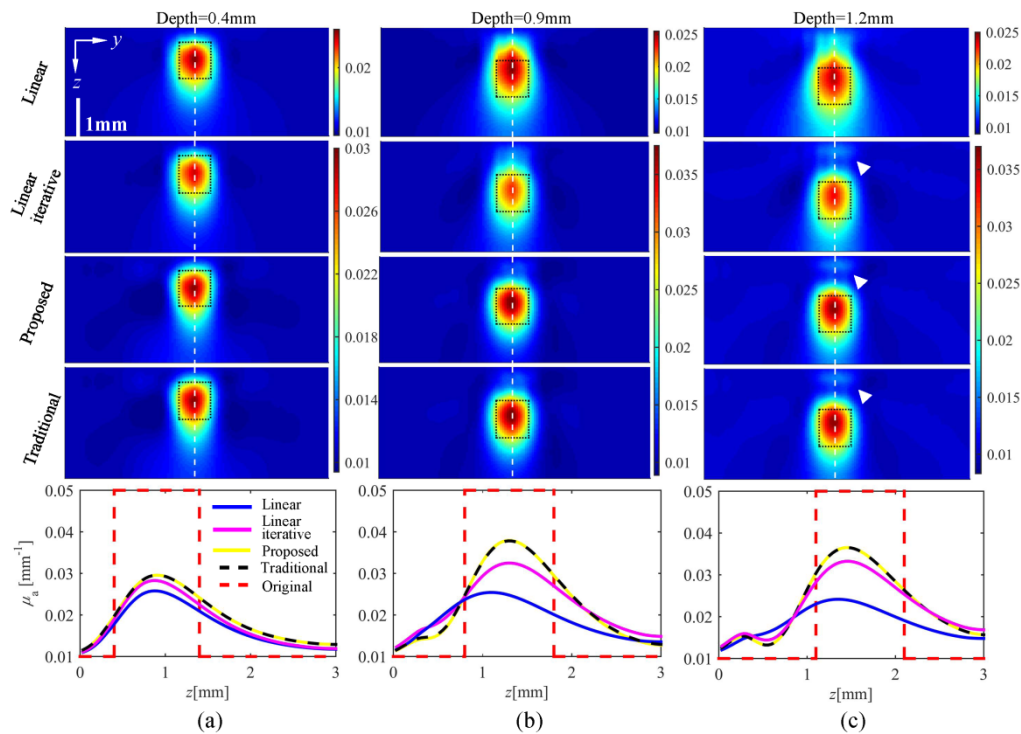 Depth=0.4mm
Depth=0.9mm
Depth=1.2mm
Linear
y
z
1mm
0.02
0.01
0.025
0.02
0.015
0.01
0.025
0.02
0.015
0.01
Linear
iterative
0.03
0.026
0.022
0.018
0.014
0.01
0.035
0.03
0.025
0.02
0.015
0.01
0.035
0.03
0.025
0.02
0.015
0.01
Proposed
Traditional
μa [mm-1]
0.05
0.04
0.03
0.02
0.01
0 1 2 3
z[mm]
Linear
Linear
iterative
Proposed
Traditional
Original
(a)
0.05
0.04
0.03
0.02
0.01
0 1 2 3
z[mm]
(b)
0.05
0.04
0.03
0.02
0.01
0 1 2 3
z[mm]
(c)